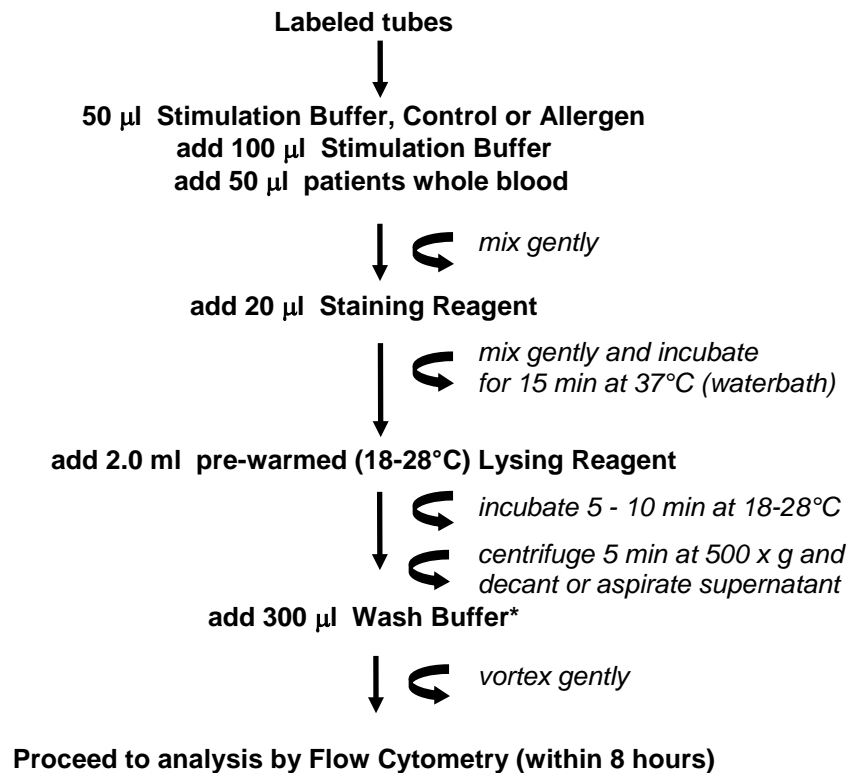 Labeled tubes
50 µl Stimulation Buffer, Control or Allergen
add 100 µl Stimulation Buffer
add 50 µl patients whole blood
mix gently
add 20 µl Staining Reagent
mix gently and incubate
for 15 min at 37°C (waterbath)
add 2.0 ml pre-warmed (18-28°C) Lysing Reagent
incubate 5 - 10 min at 18-28°C
centrifuge 5 min at 500 x g and
decant or aspirate supernatant
add 300 µl Wash Buffer*
vortex gently
Proceed to analysis by Flow Cytometry (within 8 hours)